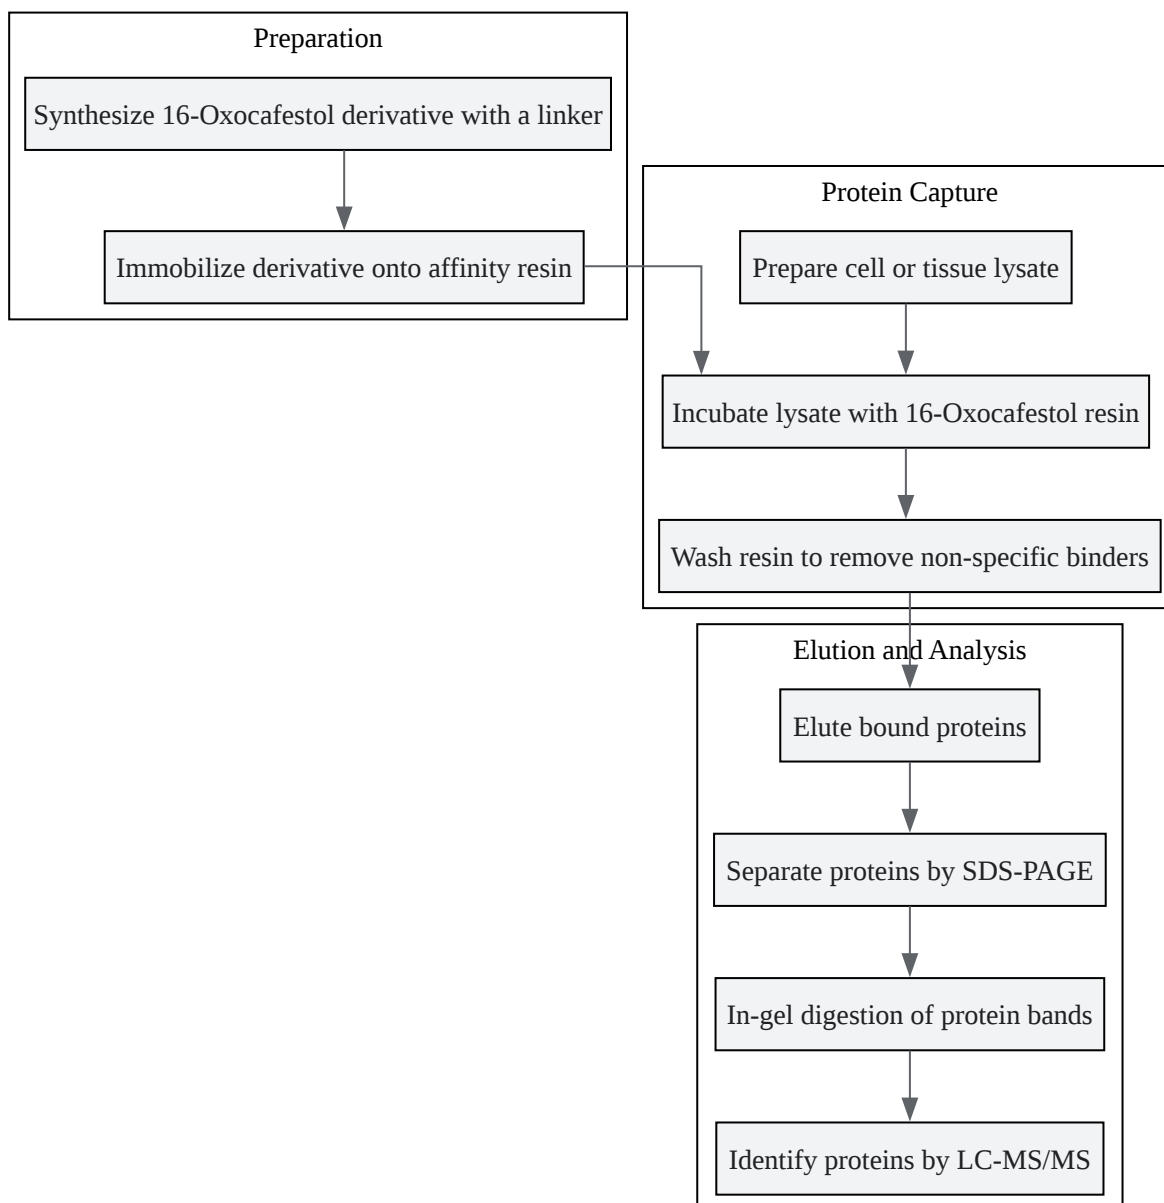 Preparation
Synthesize 16-Oxocafestol derivative with a linker
Immobilize derivative onto affinity resin
Protein Capture
Prepare cell or tissue lysate
Incubate lysate with 16-Oxocafestol resin
Wash resin to remove non-specific binders
Elution and Analysis
Elute bound proteins
Separate proteins by SDS-PAGE
In-gel digestion of protein bands
Identify proteins by LC-MS/MS